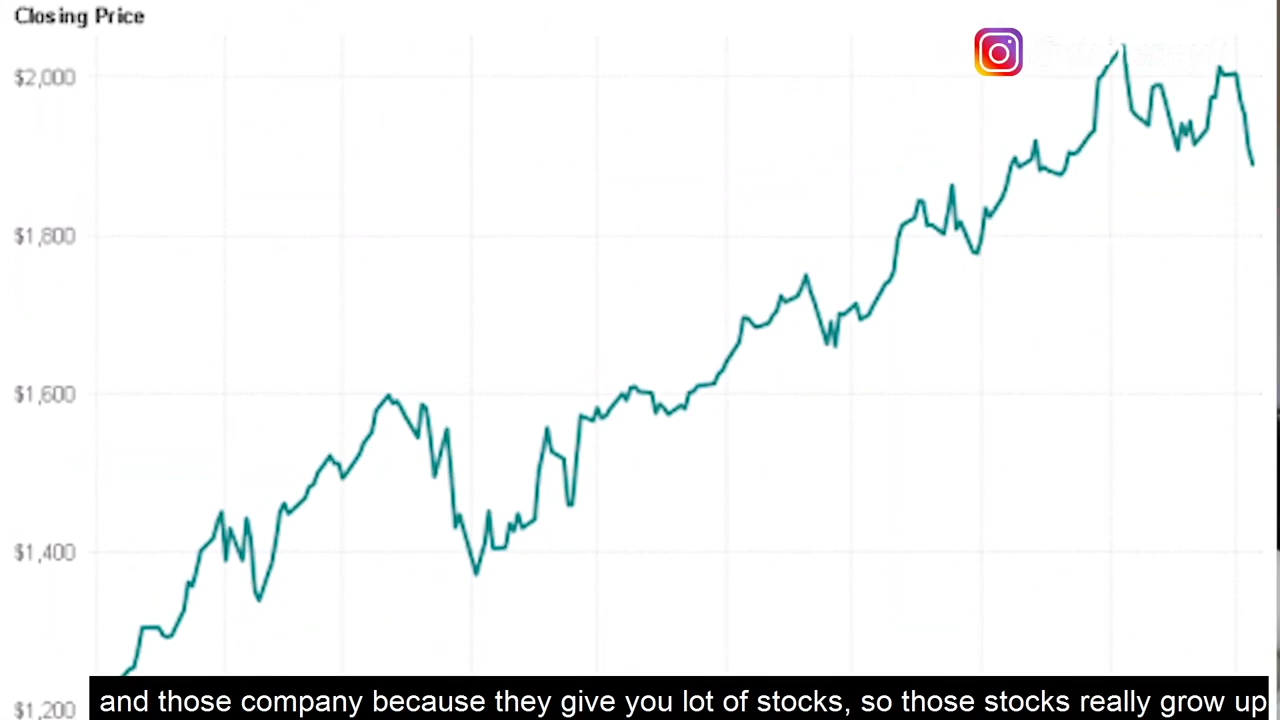 Closing Price
$2,000
$1,800
$1,600
$1,400
$1,200
and those company because they give you lot of stocks, so those stocks really grow up